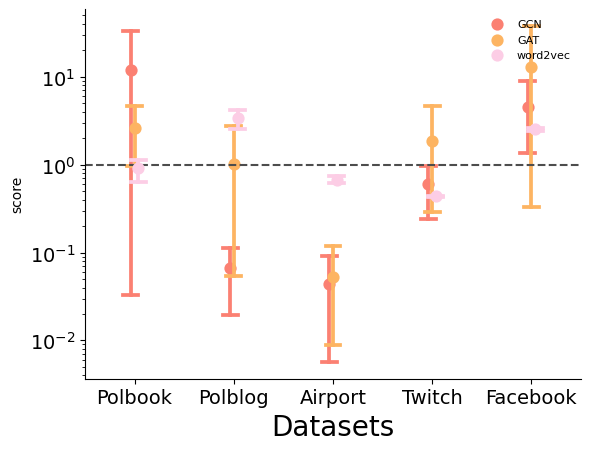 GCN
GAT
word2vec
10¹
10⁰
10⁻¹
10⁻²
score
Polbook Polblog Airport Twitch Facebook
Datasets